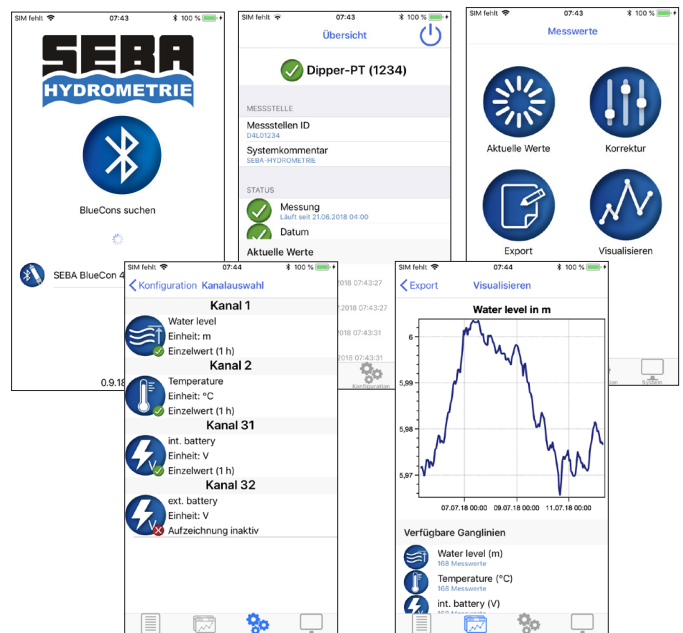 SIM fehlt 07:43 100 %
SEBA
HYDROMETRIE
BlueCons suchen
SEBA BlueCon 4
0.9.18
SIM fehlt 07:43 100 %
Übersicht
Dipper-PT (1234)
MESSSTELLE
Messstellen ID
D4L01234
Systemkommentar
SEBA-HYDROMETRIE
STATUS
Messung
Läuft seit 21.06.2018 04:00
Datum
Aktuelle Werte
2018 07:43:27
.2018 07:43:27
2018 07:43:31
2018 07:43:31
Konfiguration
SIM fehlt 07:43 100 %
Messwerte
Aktuelle Werte
Korrektur
Export
Visualisieren
System
SIM fehlt 07:44 100 %
Konfiguration Kanalauswahl
Kanal 1
Water level
Einheit: m
Einzelwert (1 h)
Kanal 2
Temperature
Einheit: °C
Einzelwert (1 h)
Kanal 31
int. battery
Einheit: V
Einzelwert (1 h)
Kanal 32
ext. battery
Einheit: V
Aufzeichnung inaktiv
SIM fehlt 07:44 100 %
Export Visualisieren
Water level in m
6
5,99
5,98
5,97
07.07.18 00:00 09.07.18 00:00 11.07.18 00:00
Verfügbare Ganglinien
Water level (m)
168 Messwerte
Temperature (°C)
168 Messwerte
int. battery (V)
168 Messwerte